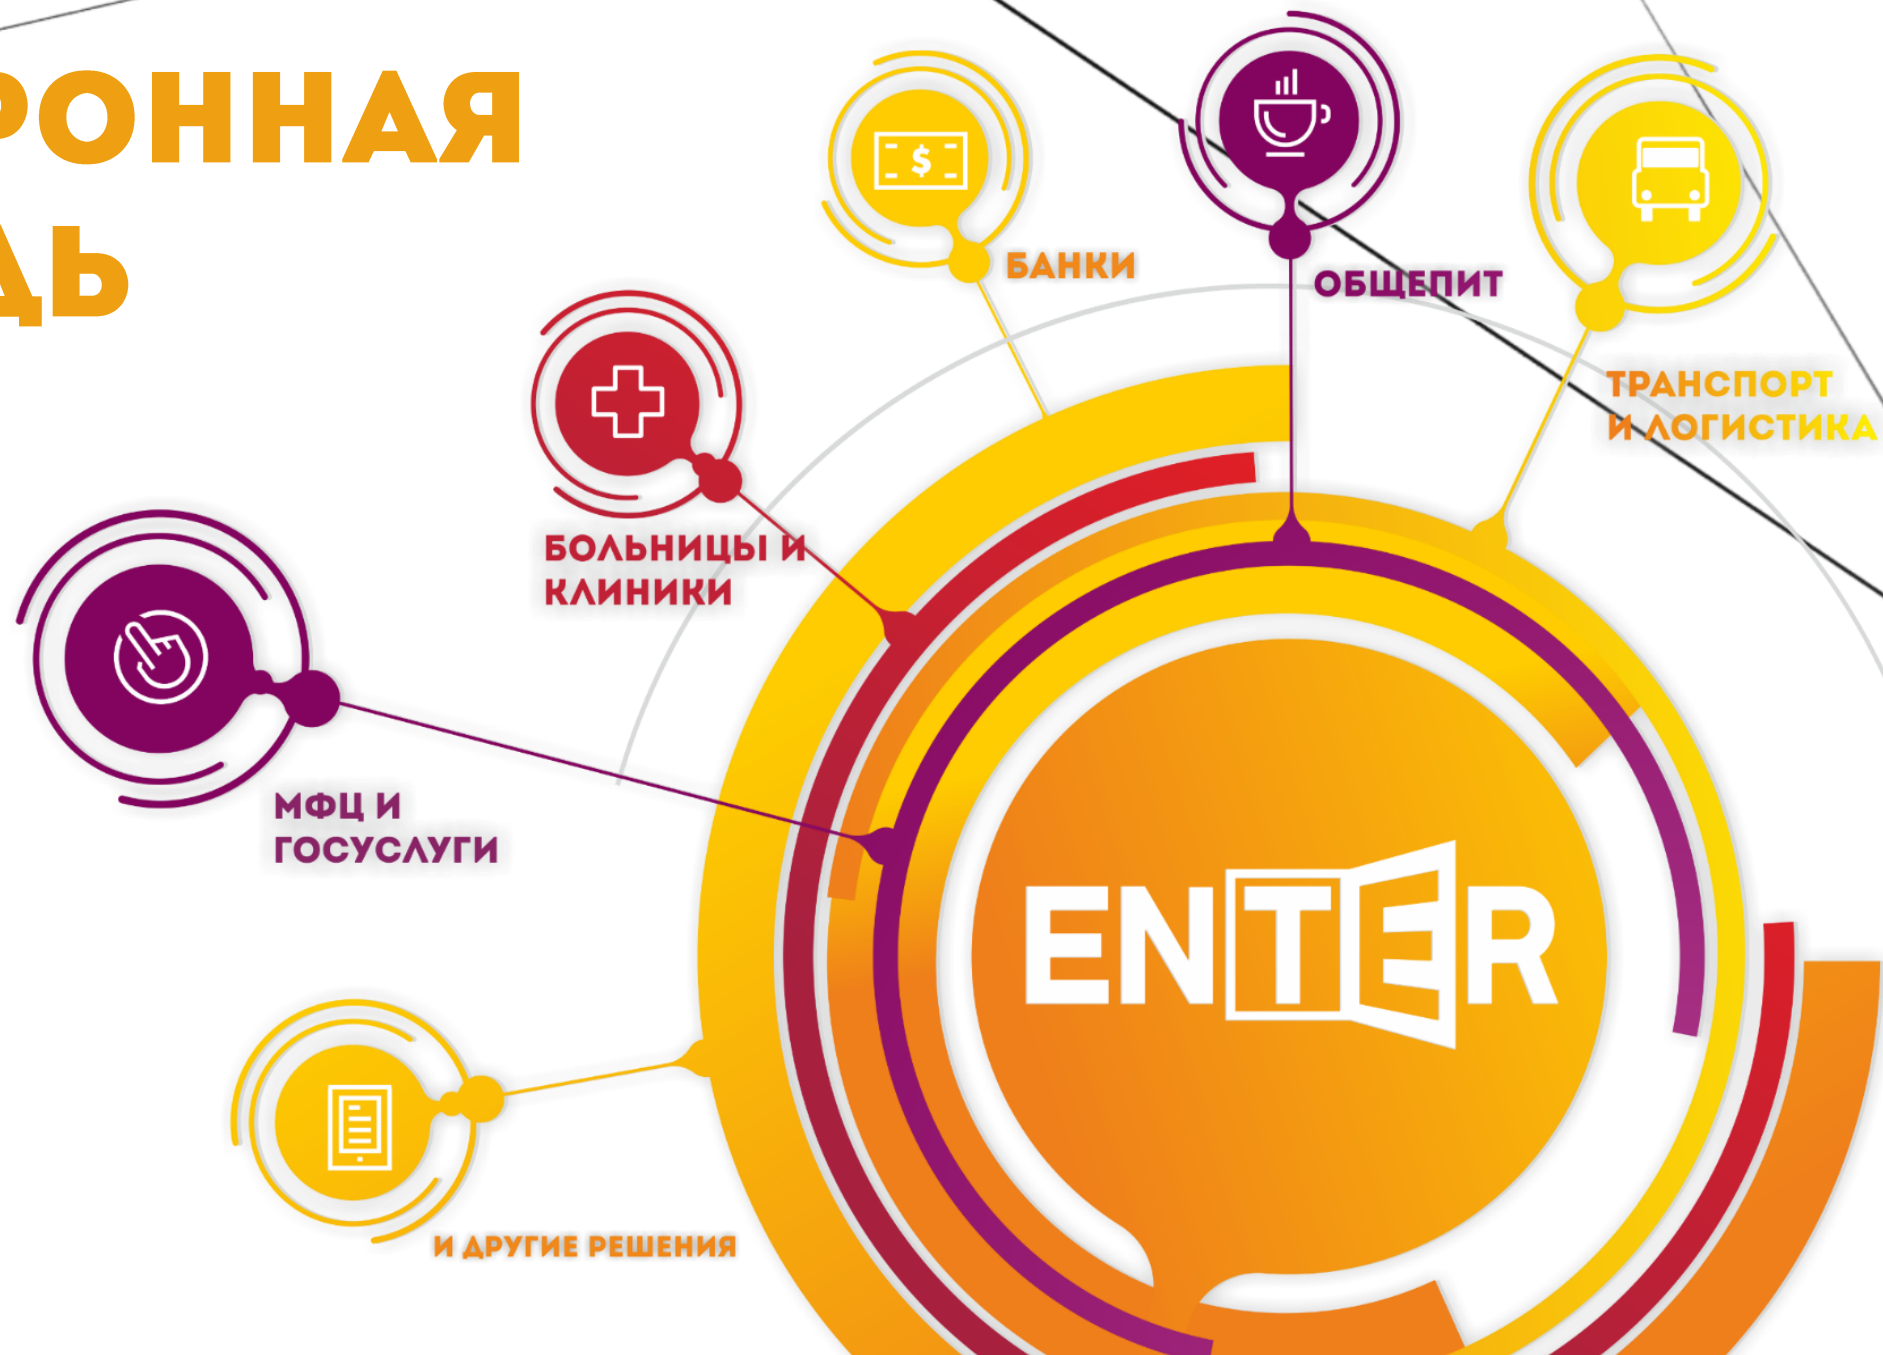 РОННАЯ
ДЬ
БАНКИ
ОБЩЕПИТ
ТРАНСПОРТ
И ЛОГИСТИКА
БОЛЬНИЦЫ И
КЛИНИКИ
МФЦ И
ГОСУСЛУГИ
ENTER
И ДРУГИЕ РЕШЕНИЯ